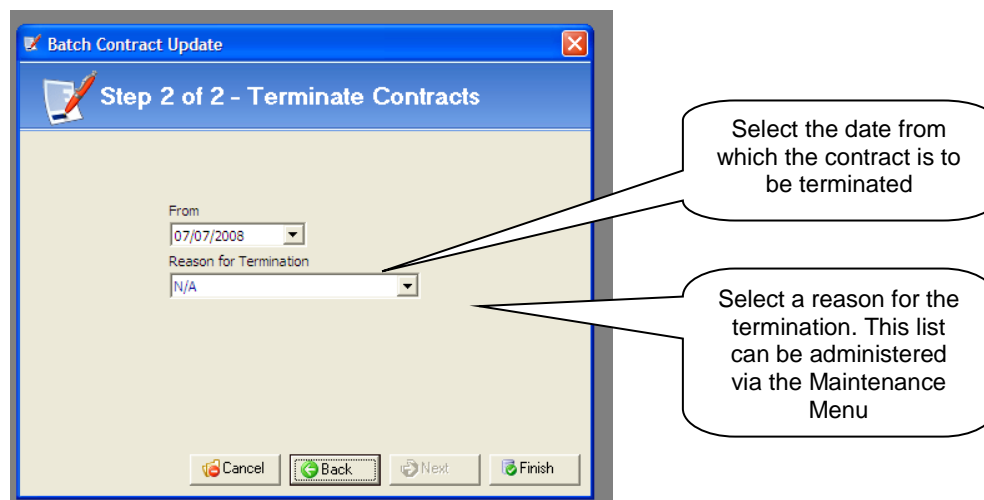 Batch Contract Update
Step 2 of 2 - Terminate Contracts
Select the date from
which the contract is to
be terminated
From
07/07/2008
Reason for Termination
N/A
Select a reason for the
termination. This list
can be administered
via the Maintenance
Menu
Cancel Back Next Finish